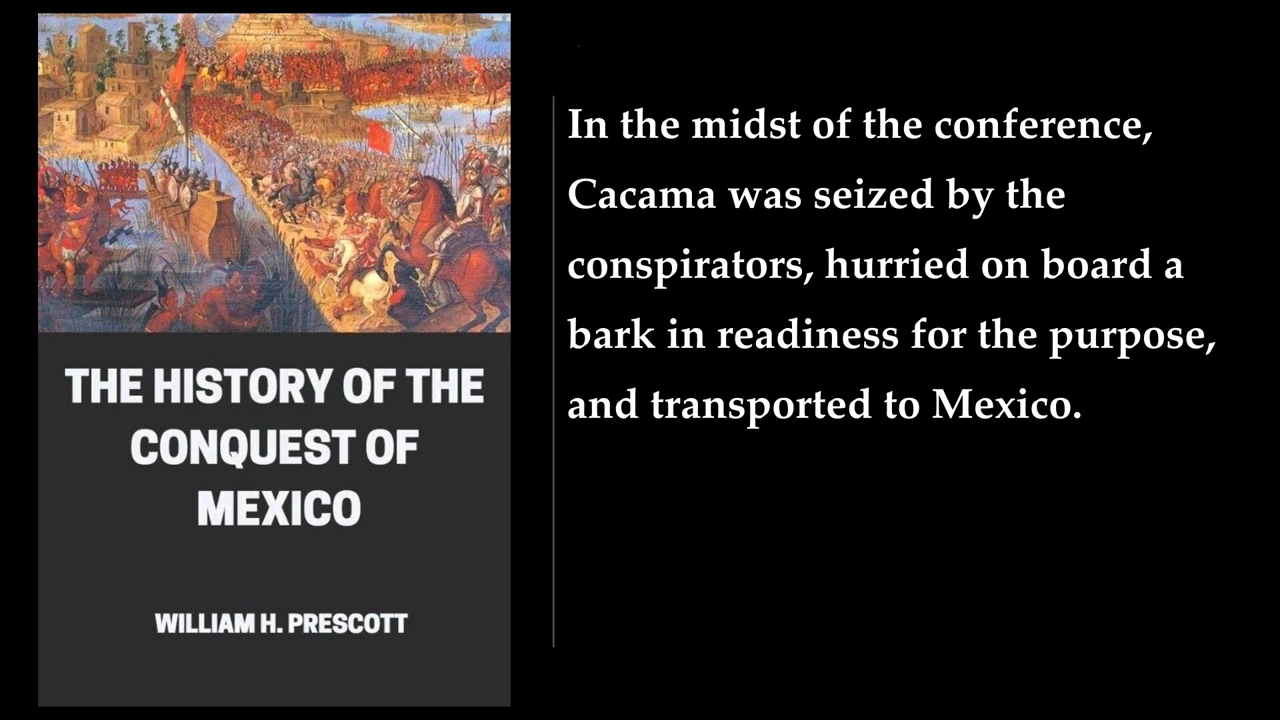 THE HISTORY OF THE
CONQUEST OF
MEXICO
WILLIAM H. PRESCOTT
In the midst of the conference,
Cacama was seized by the
conspirators, hurried on board a
bark in readiness for the purpose,
and transported to Mexico.